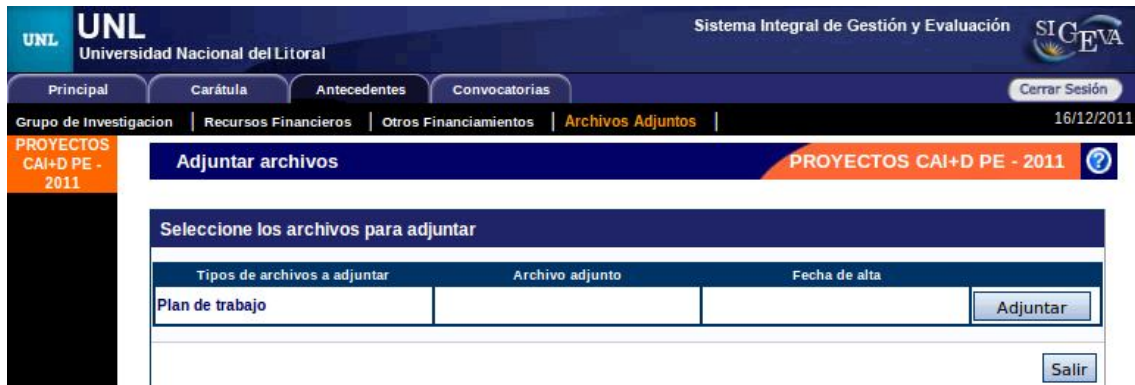 UNL
UNL
Universidad Nacional del Litoral
Sistema Integral de Gestión y Evaluación
SIGEVA
Principal
Carátula
Antecedentes
Convocatorias
Cerrar Sesión
Grupo de Investigacion | Recursos Financieros | Otros Financiamientos | Archivos Adjuntos |
16/12/2011
PROYECTOS
CAI+D PE -
2011
Adjuntar archivos
PROYECTOS CAI+D PE - 2011
?
Seleccione los archivos para adjuntar
Tipos de archivos a adjuntar
Archivo adjunto
Fecha de alta
Plan de trabajo
Adjuntar
Salir